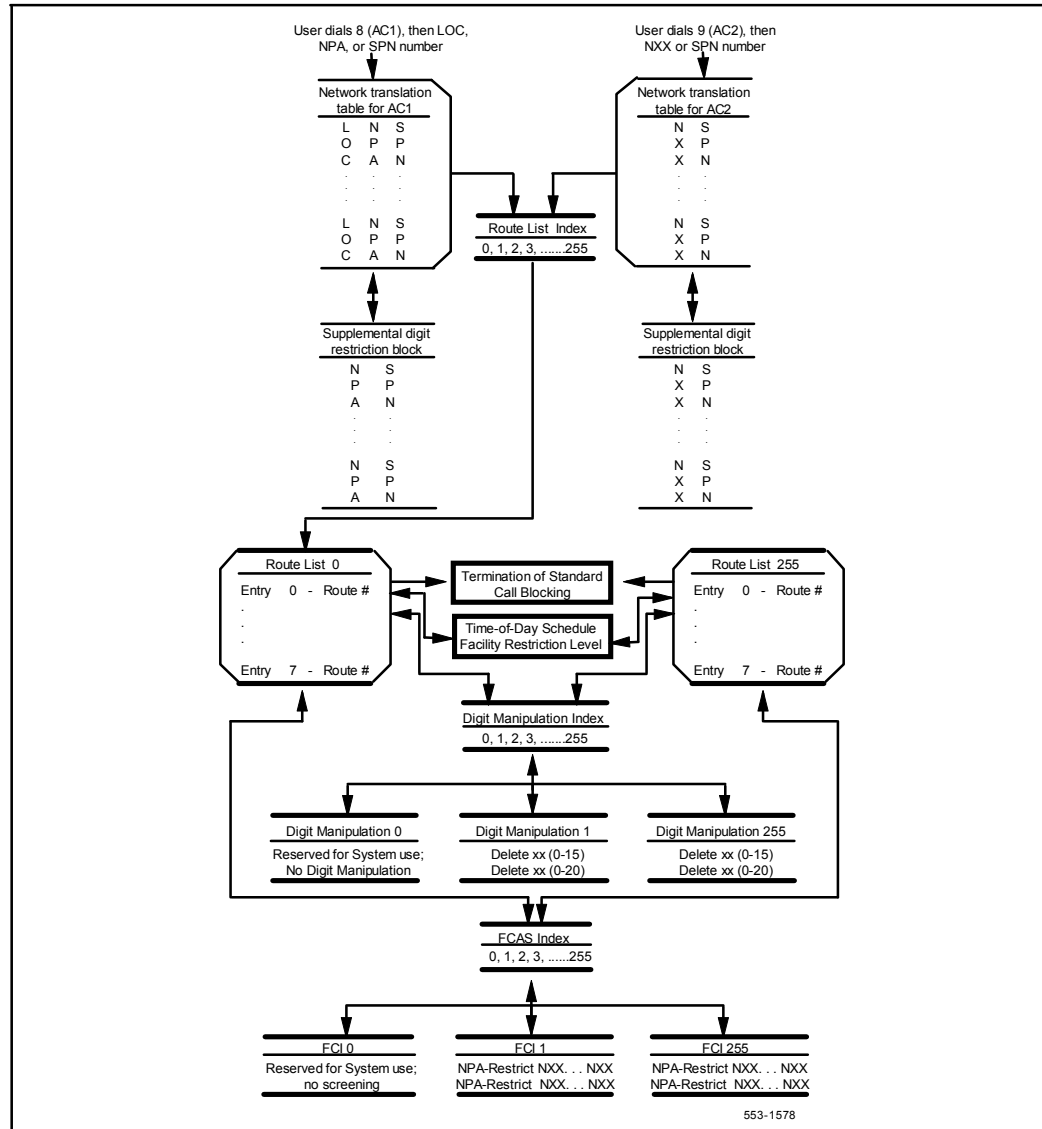 User dials 8 (AC1), then LOC,
NPA, or SPN number
User dials 9 (AC2), then
NXX or SPN number
Network translation
table for AC1
L N S
O P P
C A N
. . .
. . .
L N S
O P P
C A N
Network translation
table for AC2
N S
X P
X N
. .
. .
N S
X P
X N
Route List Index
0, 1, 2, 3, .......255
Supplemental digit
restriction block
N S
P P
A N
. .
. .
N S
P P
A N
Supplemental digit
restriction block
N S
X P
X N
. .
. .
N S
X P
X N
Route List 0
Entry 0 - Route #
.
.
.
Entry 7 - Route #
Termination of Standard
Call Blocking
Time-of-Day Schedule
Facility Restriction Level
Route List 255
Entry 0 - Route #
.
.
.
Entry 7 - Route #
Digit Manipulation Index
0, 1, 2, 3, .......255
Digit Manipulation 0
Reserved for System use;
No Digit Manipulation
Digit Manipulation 1
Delete xx (0-15)
Delete xx (0-20)
Digit Manipulation 255
Delete xx (0-15)
Delete xx (0-20)
FCAS Index
0, 1, 2, 3, ......255
FCI 0
Reserved for System use;
no screening
FCI 1
NPA-Restrict NXX. . . NXX
NPA-Restrict NXX. . . NXX
FCI 255
NPA-Restrict NXX. . . NXX
NPA-Restrict NXX. . . NXX
553-1578